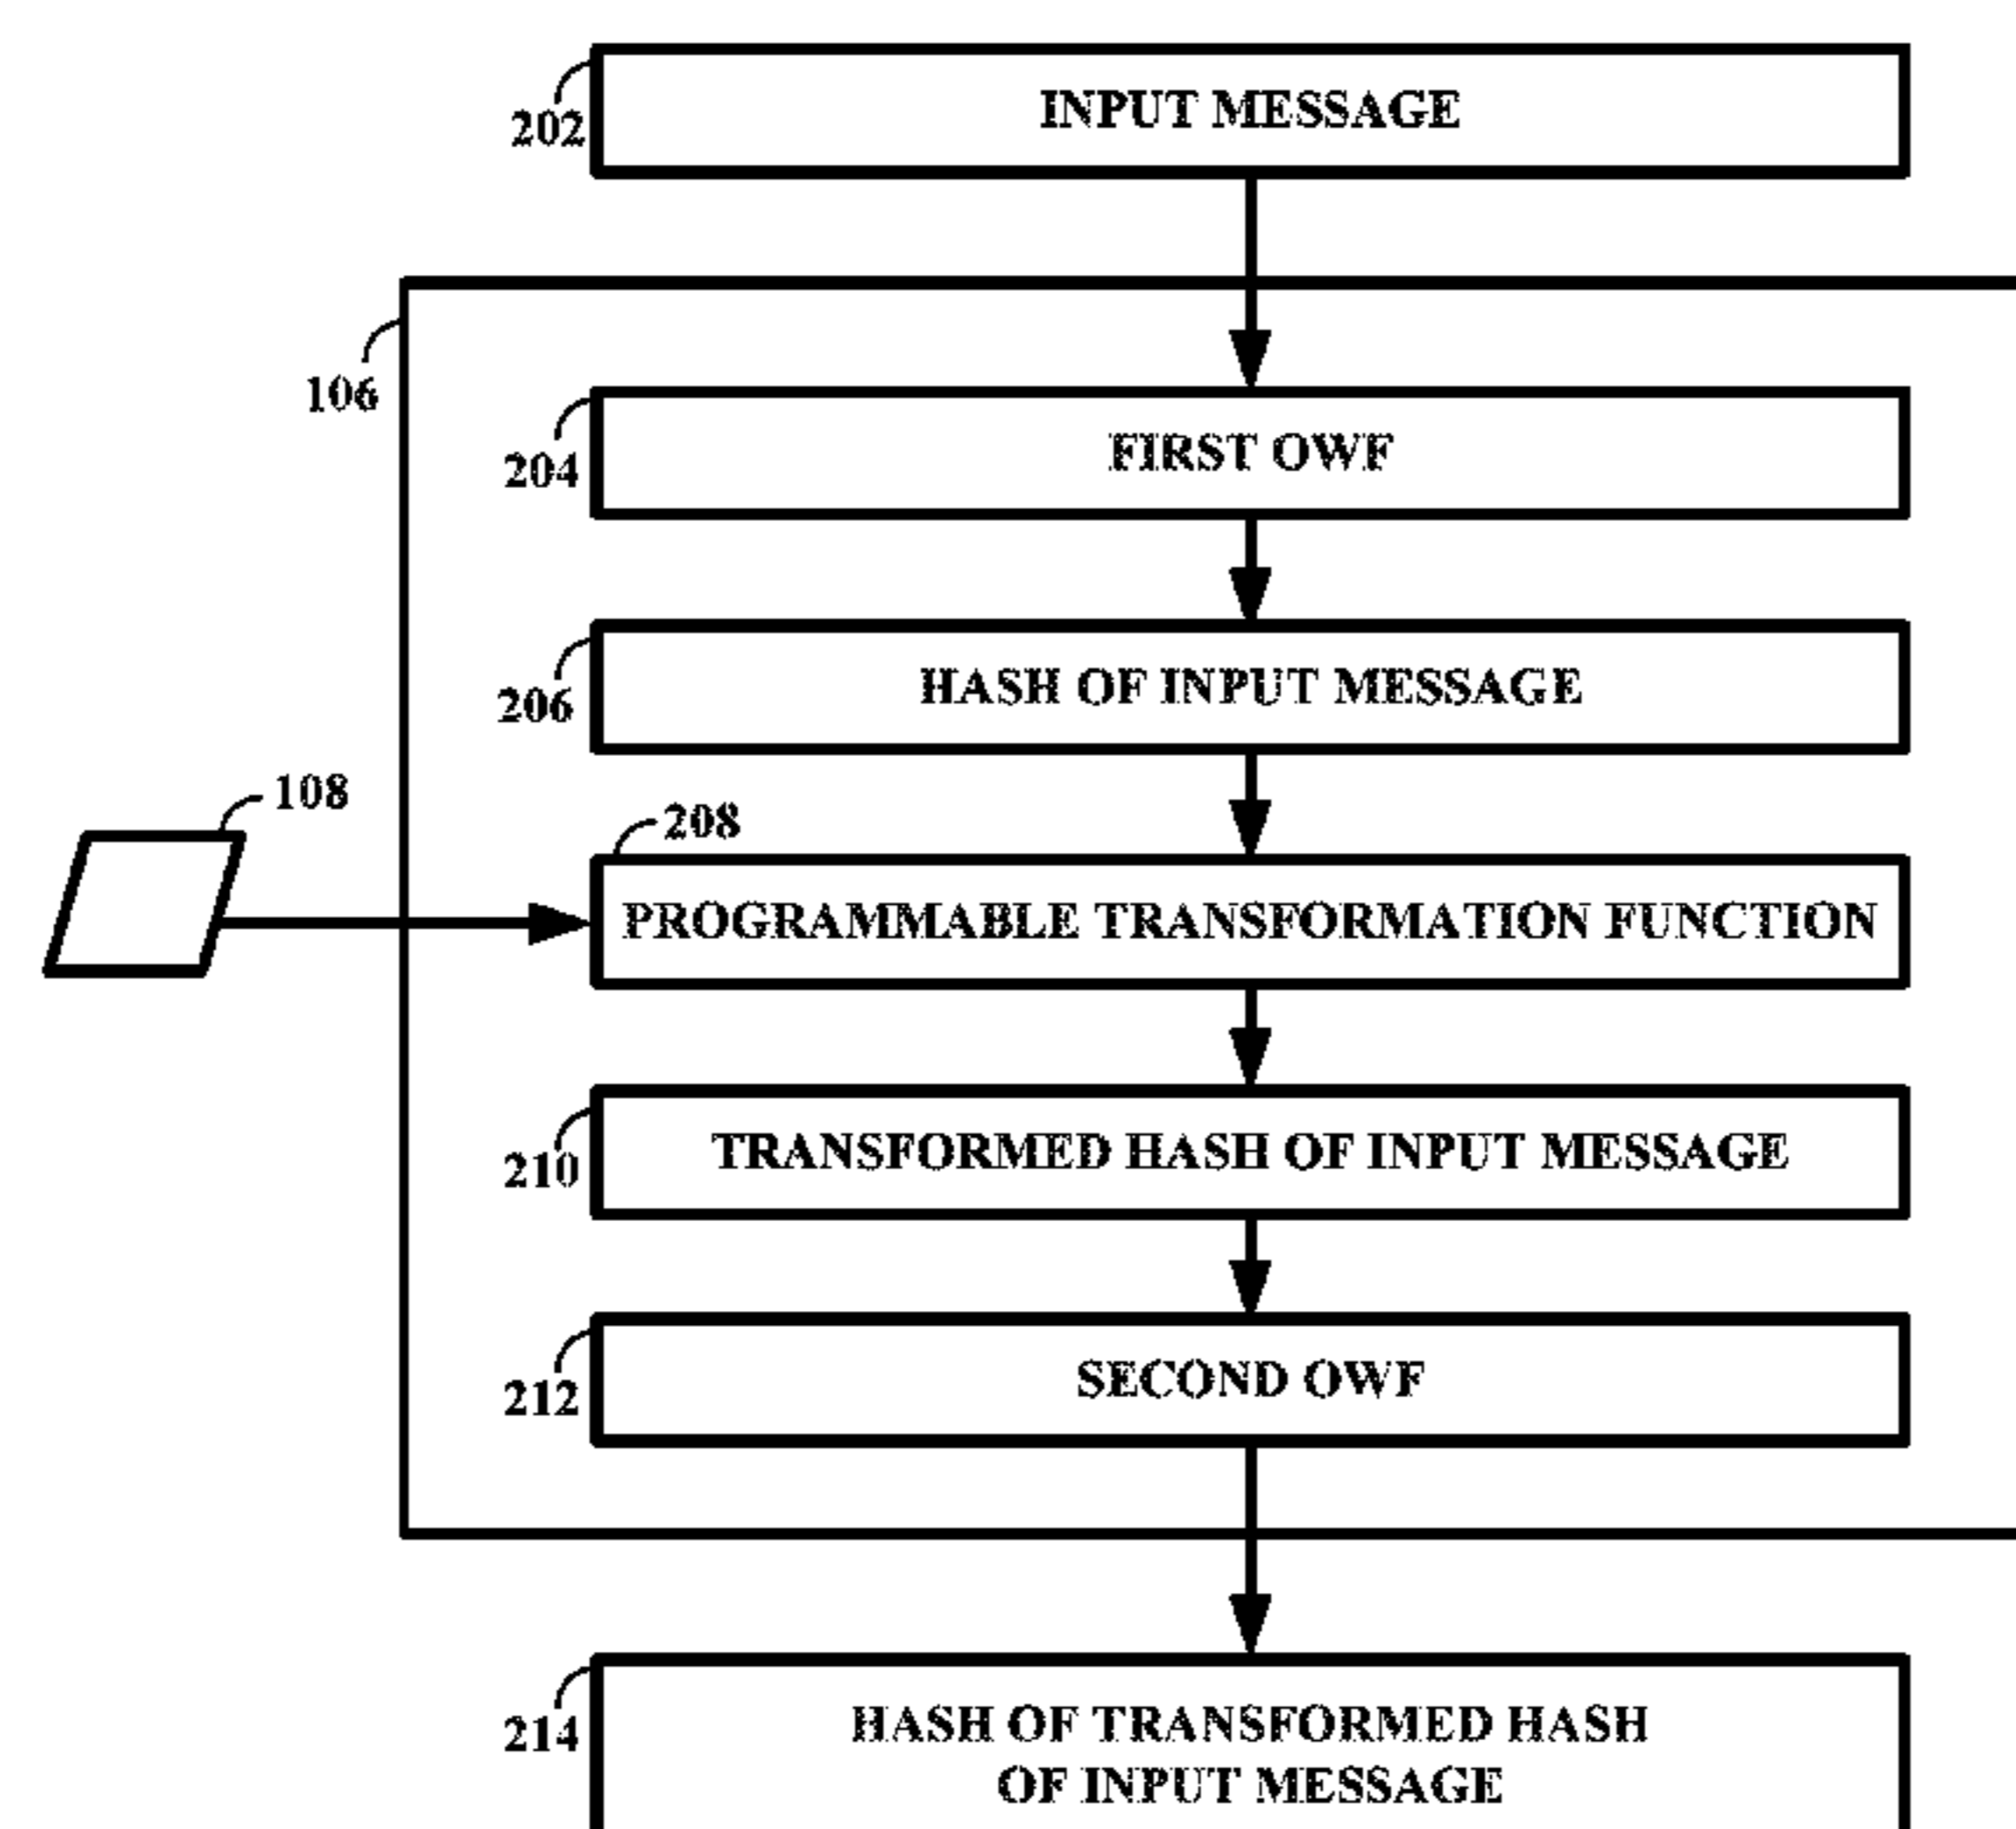 INPUT MESSAGE
202
106
FIRST OWF
204
HASH OF INPUT MESSAGE
206
108
208
PROGRAMMABLE TRANSFORMATION FUNCTION
TRANSFORMED HASH OF INPUT MESSAGE
210
SECOND OWF
212
HASH OF TRANSFORMED HASH
214
OF INPUT MESSAGE